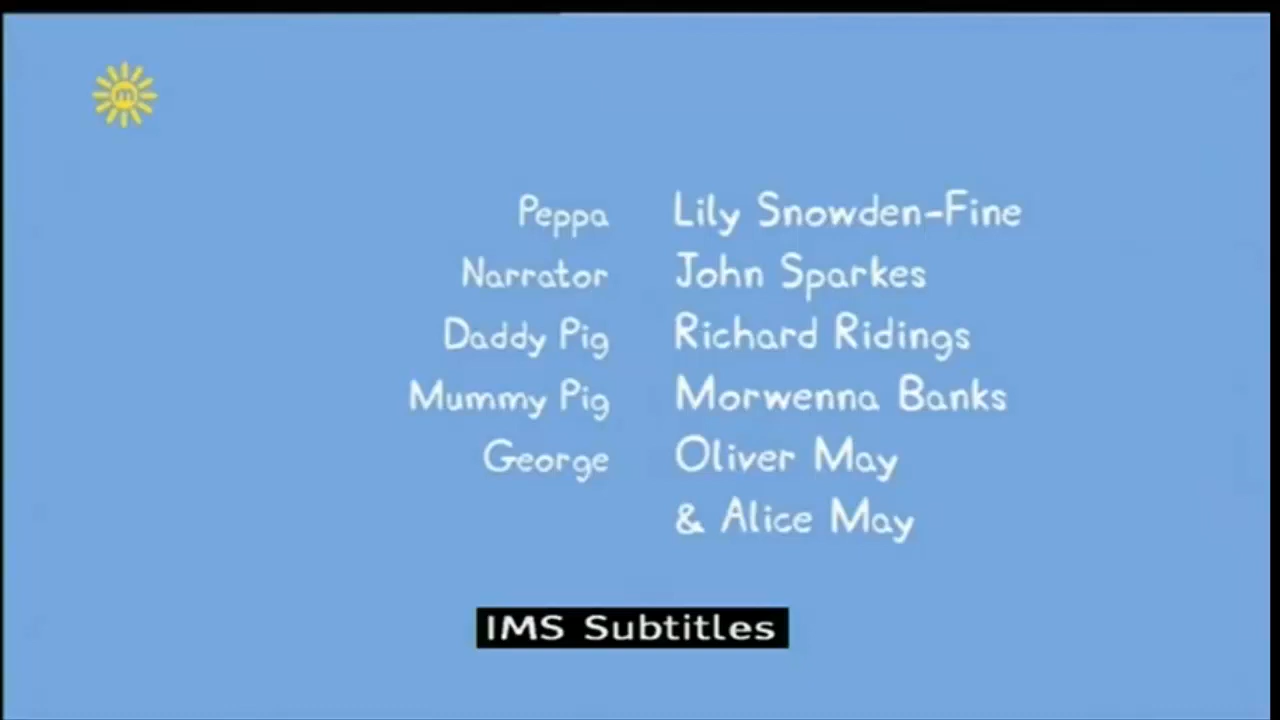 m
Peppa Lily Snowden-Fine
Narrator John Sparkes
Daddy Pig Richard Ridings
Mummy Pig Morwenna Banks
George Oliver May
& Alice May
IMS Subtitles